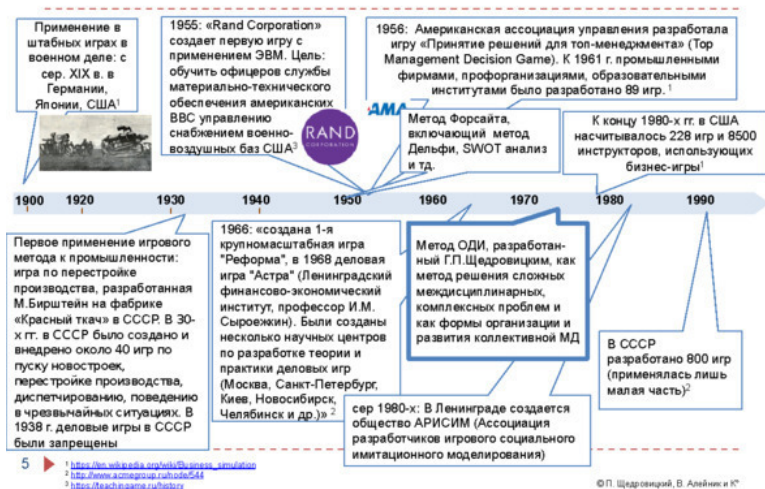 Применение в
штабных играх в
военном деле: с
сер. XIX в. в
Германии,
Японии, США¹
1955: «Rand Corporation»
создает первую игру с
применением ЭВМ. Цель:
обучить офицеров службы
материально-технического
обеспечения американских
ВВС управлению
снабжением военно-
воздушных баз США³
RAND
CORPORATION
1956: Американская ассоциация управления разработала
игру «Принятие решений для топ-менеджмента» (Top
Management Decision Game). К 1961 г. промышленными
фирмами, профорганизациями, образовательными
институтами было разработано 89 игр. ¹
AMA
Метод Форсайта,
включающий метод
Дельфи, SWOT анализ
и тд.
К концу 1980-х гг. в США
насчитывалось 228 игр и 8500
инструкторов, использующих
бизнес-игры¹
1900 1920 1930 1940 1950 1960 1970 1980 1990
Первое применение игрового
метода к промышленности:
игра по перестройке
производства, разработанная
М.Бирштейн на фабрике
«Красный ткач» в СССР. В 30-
х гг. в СССР было создано и
внедрено около 40 игр по
пуску новостроек,
перестройке производства,
диспетчированию, поведению
в чрезвычайных ситуациях. В
1938 г. деловые игры в СССР
были запрещены
1966: «создана 1-я
крупномасштабная игра
"Реформа", в 1968 деловая
игра "Астра" (Ленинградский
финансово-экономический
институт, профессор И.М.
Сыроежкин). Были созданы
несколько научных центров
по разработке теории и
практики деловых игр
(Москва, Санкт-Петербург,
Киев, Новосибирск,
Челябинск и др.)» ²
Метод ОДИ, разработан-
ный Г.П.Щедровицким, как
метод решения сложных
междисциплинарных,
комплексных проблем и
как формы организации и
развития коллективной МД
В СССР
разработано 800 игр
(применялась лишь
малая часть)²
сер 1980-х: В Ленинграде создается
общество АРИСИМ (Ассоциация
разработчиков игрового социального
имитационного моделирования)
5
¹ https://en.wikipedia.org/wiki/Business_simulation
² http://www.acmegroup.ru/node/544
³ https://teachingame.ru/history
© П. Щедровицкий, В. Алейник и К°